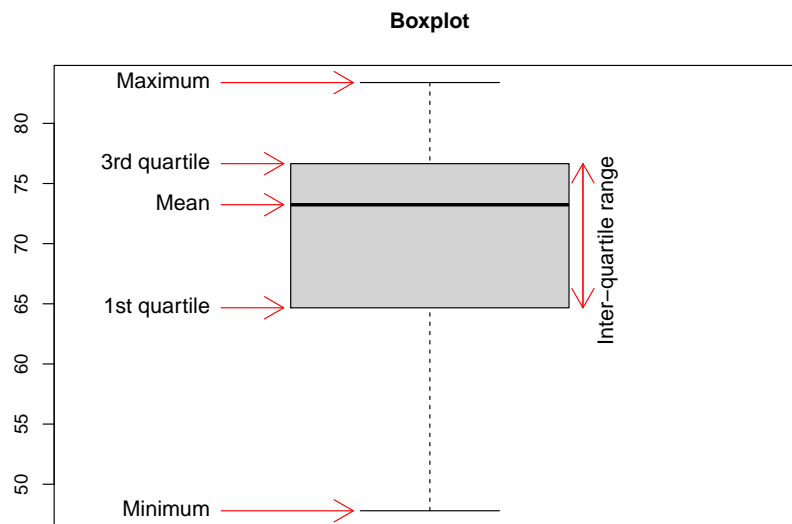 Boxplot
Maximum
3rd quartile
Mean
1st quartile
Minimum
Inter−quartile range
80
75
70
65
60
55
50